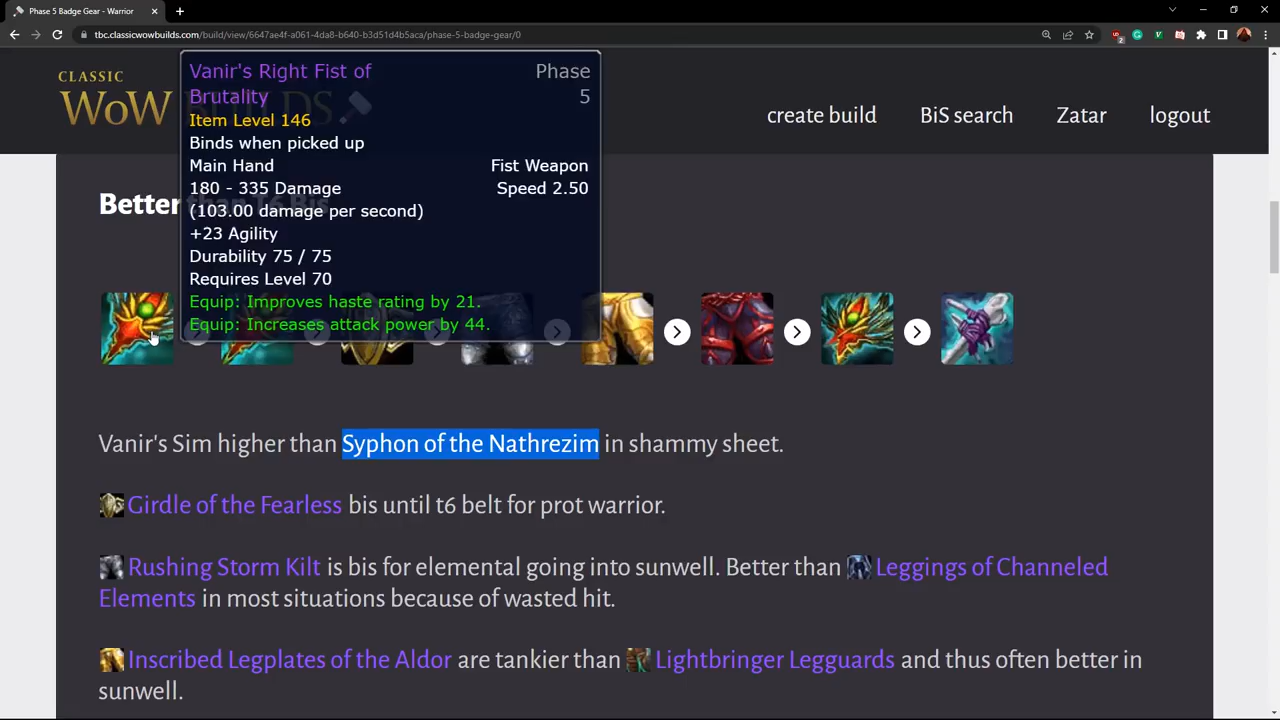 Phase 5 Badge Gear - Warrior
tbc.classicwowbuilds.com/build/view/6647ae4f-a061-4da8-b640-b3d51d4b5aca/phase-5-badge-gear/0
CLASSIC
WOW BUILDS
create build
BiS search
Zatar
logout
Vanir's Right Fist of Phase
Brutality 5
Item Level 146
Binds when picked up
Main Hand Fist Weapon
180 - 335 Damage Speed 2.50
(103.00 damage per second)
+23 Agility
Durability 75 / 75
Requires Level 70
Equip: Improves haste rating by 21.
Equip: Increases attack power by 44.
Better than T6 Bis
Vanir's Sim higher than Syphon of the Nathrezim in shammy sheet.
Girdle of the Fearless bis until t6 belt for prot warrior.
Rushing Storm Kilt is bis for elemental going into sunwell. Better than Leggings of Channeled
Elements in most situations because of wasted hit.
Inscribed Legplates of the Aldor are tankier than Lightbringer Legguards and thus often better in
sunwell.